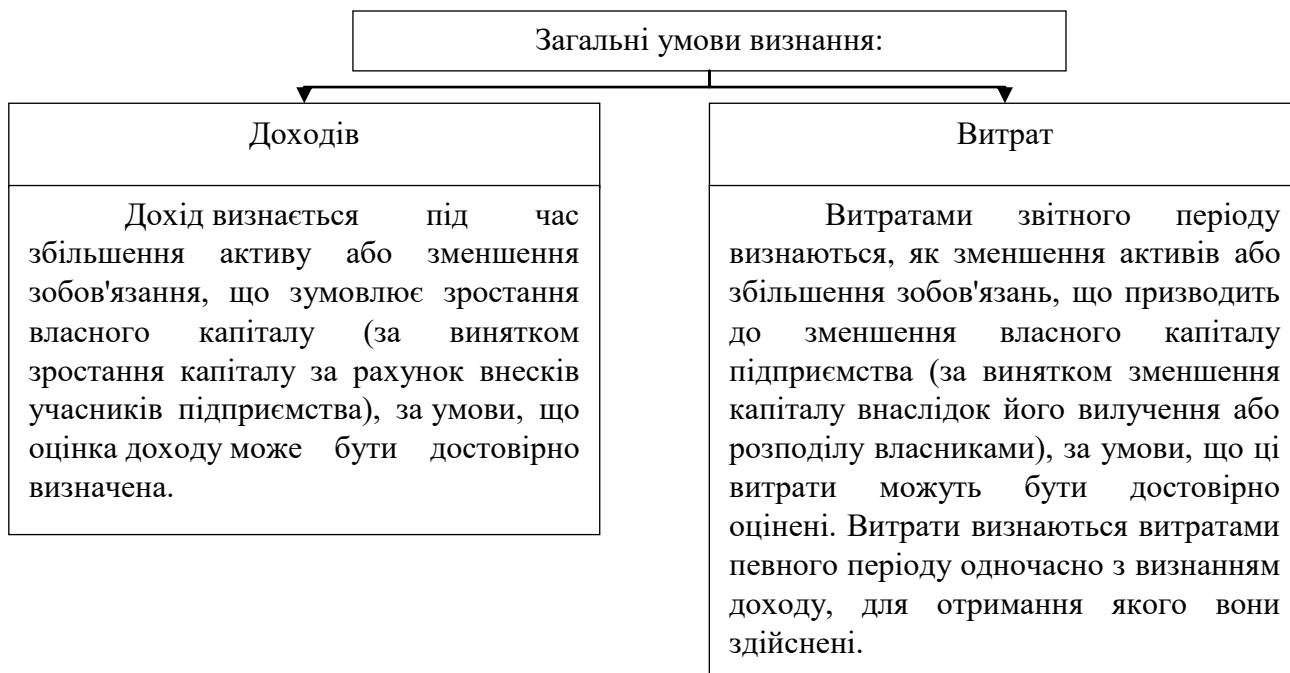 Загальні умови визнання:
Доходів
Дохід визнається під час
збільшення активу або зменшення
зобов'язання, що зумовлює зростання
власного капіталу (за винятком
зростання капіталу за рахунок внесків
учасників підприємства), за умови, що
оцінка доходу може бути достовірно
визначена.
Витрат
Витратами звітного періоду
визнаються, як зменшення активів або
збільшення зобов'язань, що призводить
до зменшення власного капіталу
підприємства (за винятком зменшення
капіталу внаслідок його вилучення або
розподілу власниками), за умови, що ці
витрати можуть бути достовірно
оцінені. Витрати визнаються витратами
певного періоду одночасно з визнанням
доходу, для отримання якого вони
здійснені.